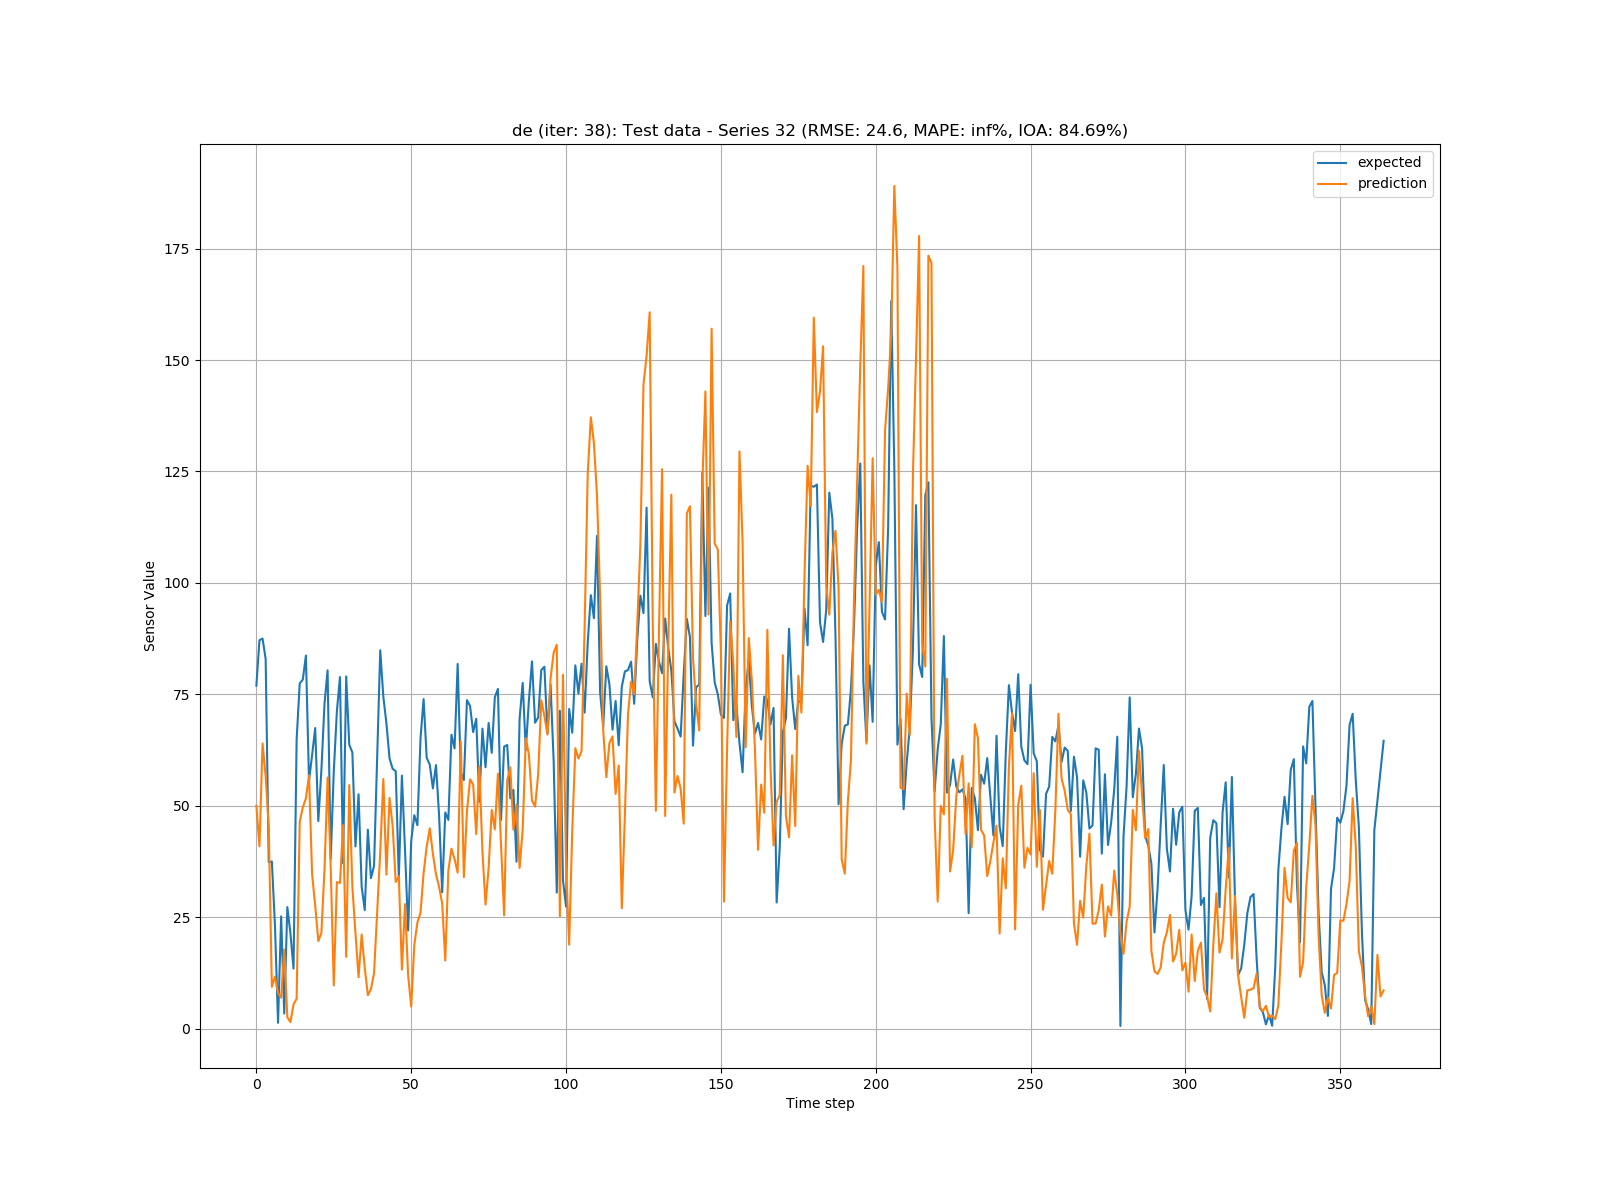 de (iter: 38): Test data - Series 32 (RMSE: 24.6, MAPE: inf%, IOA: 84.69%)
expected
prediction
175
150
125
100
75
50
25
0
Sensor Value
0 50 100 150 200 250 300 350
Time step